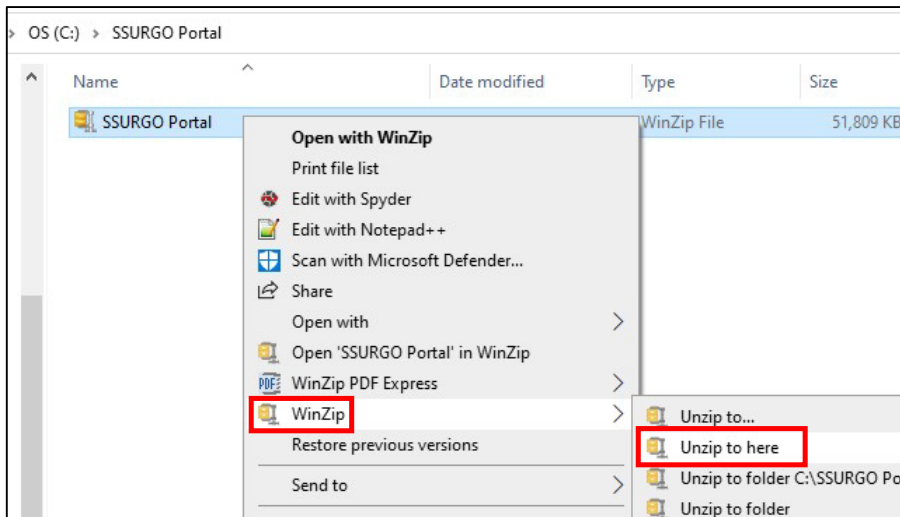 OS (C:) > SSURGO Portal
Name Date modified Type Size
SSURGO Portal WinZip File 51,809 KB
Open with WinZip
Print file list
Edit with Spyder
Edit with Notepad++
Scan with Microsoft Defender...
Share
Open with
Open 'SSURGO Portal' in WinZip
PDF WinZip PDF Express
WinZip
Unzip to...
Restore previous versions
Unzip to here
Send to
Unzip to folder C:\SSURGO Po
Unzip to folder